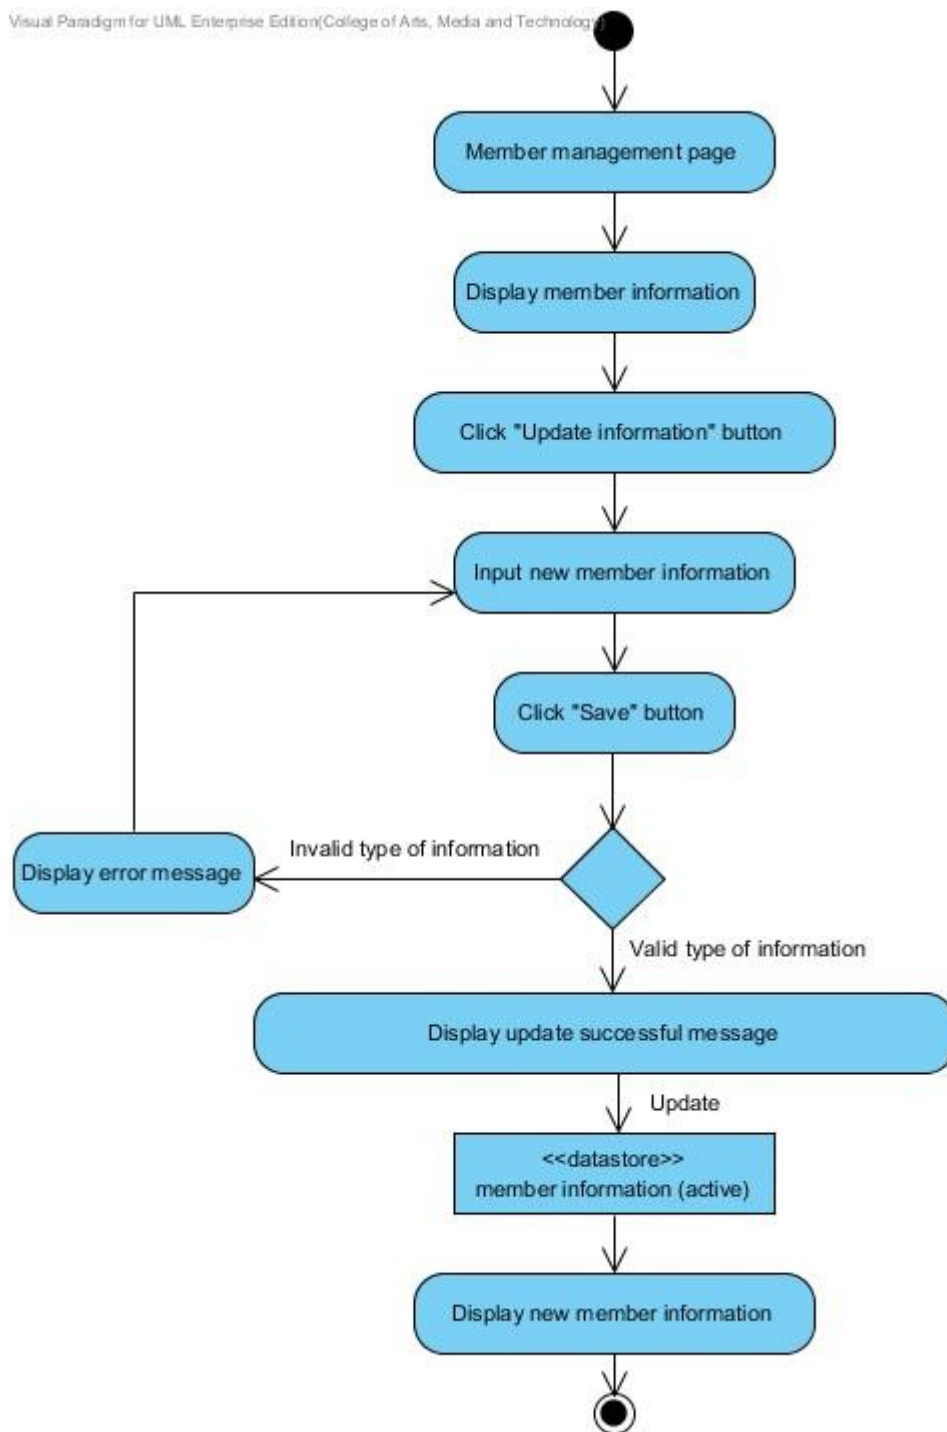 Visual Paradigm for UML Enterprise Edition(College of Arts, Media and Technology)
Member management page
Display member information
Click "Update information" button
Input new member information
Click "Save" button
Invalid type of information
Display error message
Valid type of information
Display update successful message
Update
<<datastore>>
member information (active)
Display new member information